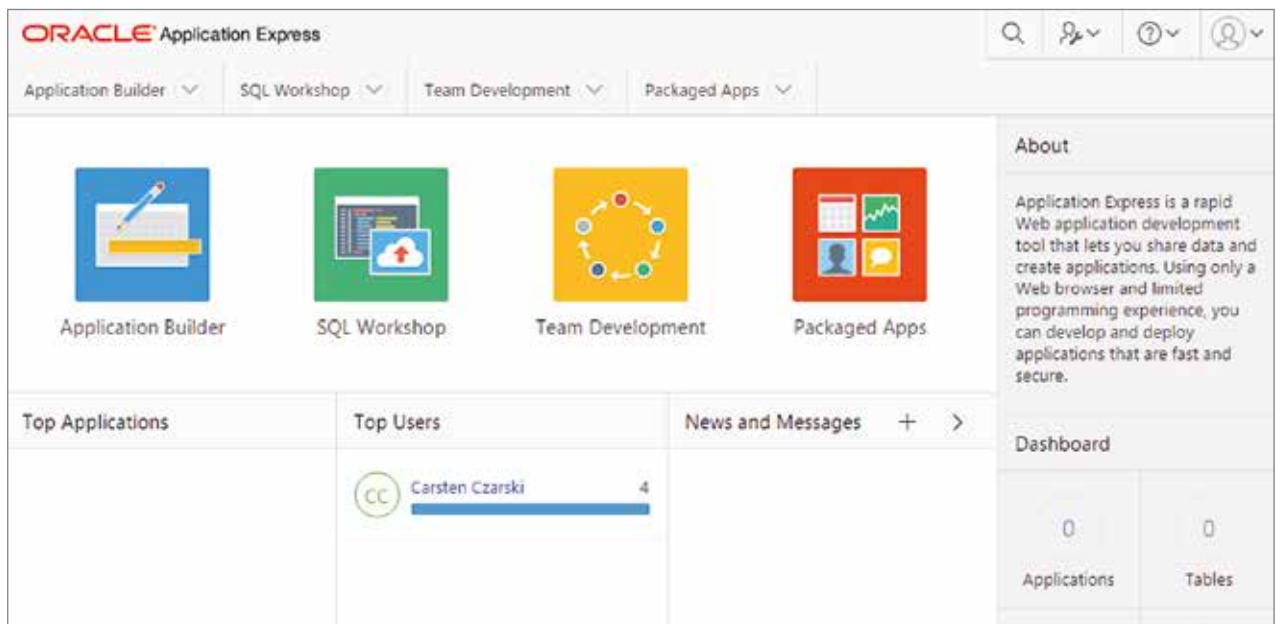 ORACLE Application Express
Application Builder
SQL Workshop
Team Development
Packaged Apps
Application Builder
SQL Workshop
Team Development
Packaged Apps
Top Applications
Top Users
CC
Carsten Czarski
4
News and Messages
About
Application Express is a rapid
Web application development
tool that lets you share data and
create applications. Using only a
Web browser and limited
programming experience, you
can develop and deploy
applications that are fast and
secure.
Dashboard
0
Applications
0
Tables